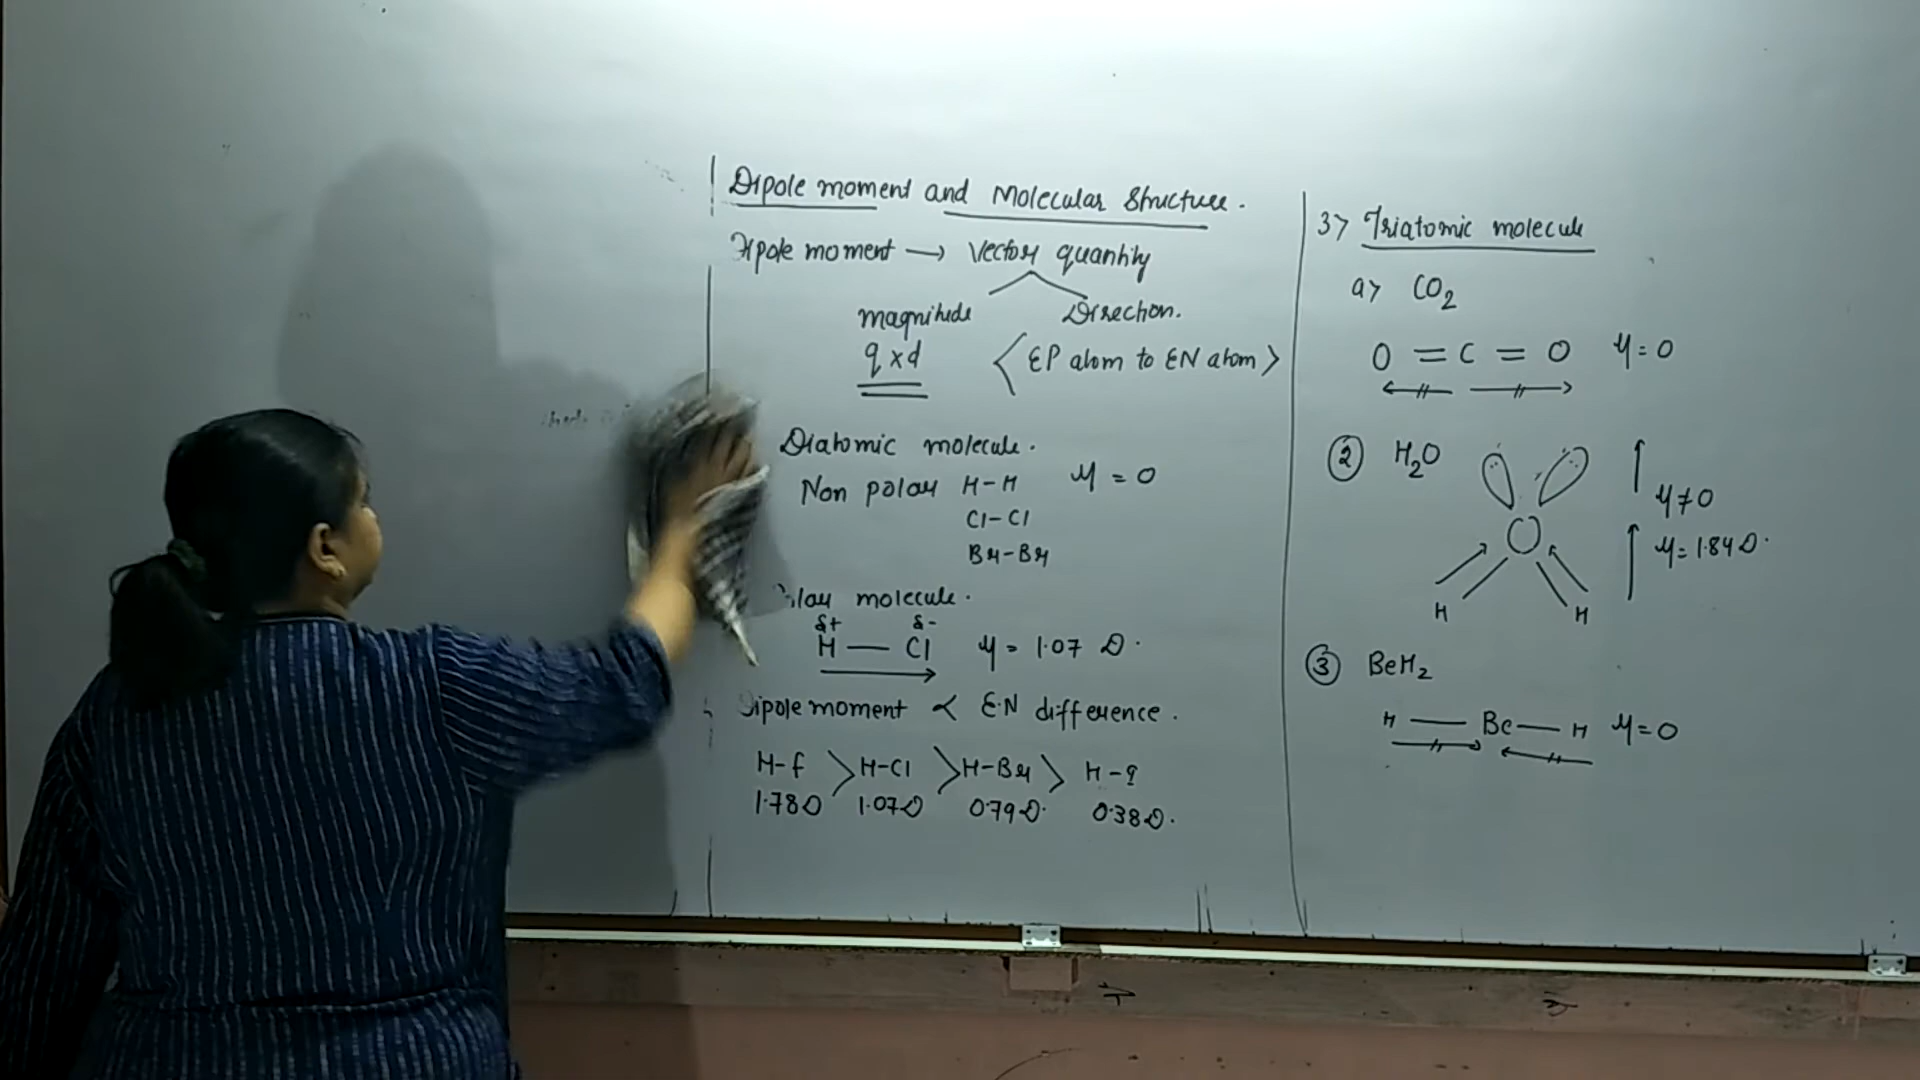 Dipole moment and Molecular Structure.
Dipole moment → Vector quantity
magnitude Direction.
q x d < EP atom to EN atom >
Diatomic molecule.
Non polar H-H μ = 0
Cl-Cl
Br-Br
molecule.
δ+ δ-
H — Cl μ = 1.07 D.
Dipole moment ∝ E.N difference.
H-F > H-Cl > H-Br > H-I
1.78D 1.07D 0.79D. 0.38D.
3> Triatomic molecule
a> CO2
O = C = O μ = 0
② H2O
μ ≠ 0
μ = 1.84 D.
H H
③ BeH2
H — Be — H μ = 0